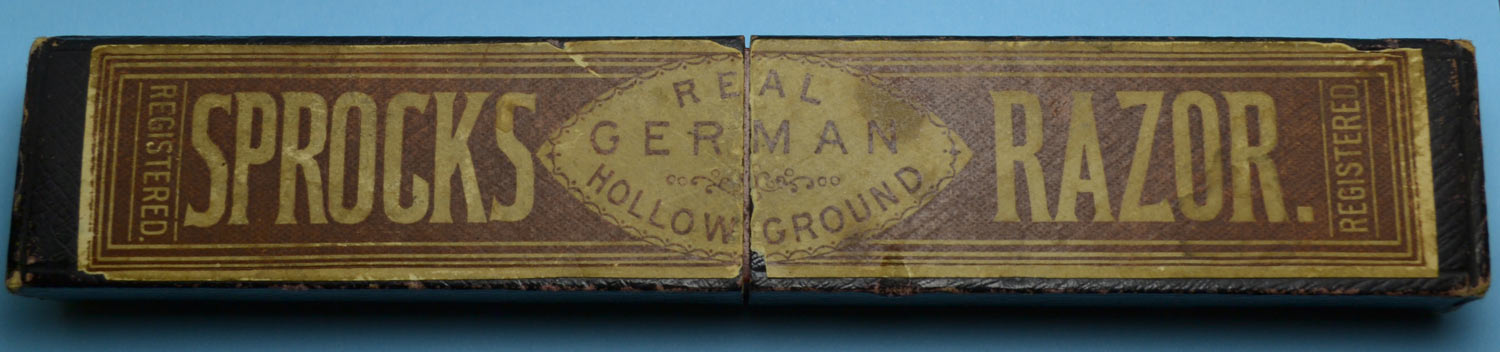 REGISTERED.
SPROCKS
REAL
GERMAN
HOLLOW GROUND
RAZOR.
REGISTERED.